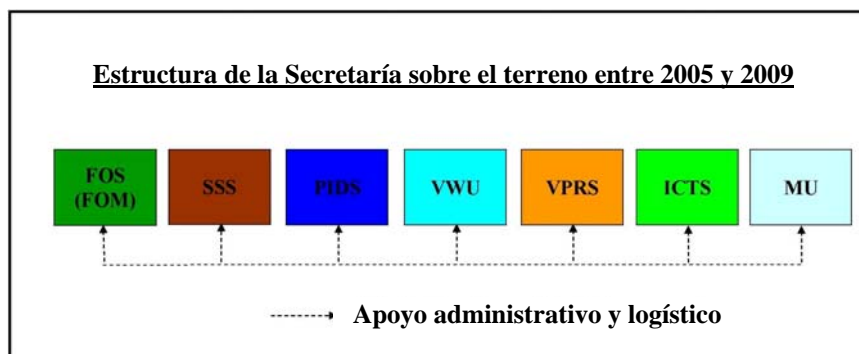 Estructura de la Secretaría sobre el terreno entre 2005 y 2009
FOS
(FOM)
SSS
PIDS
VWU
VPRS
ICTS
MU
Apoyo administrativo y logístico